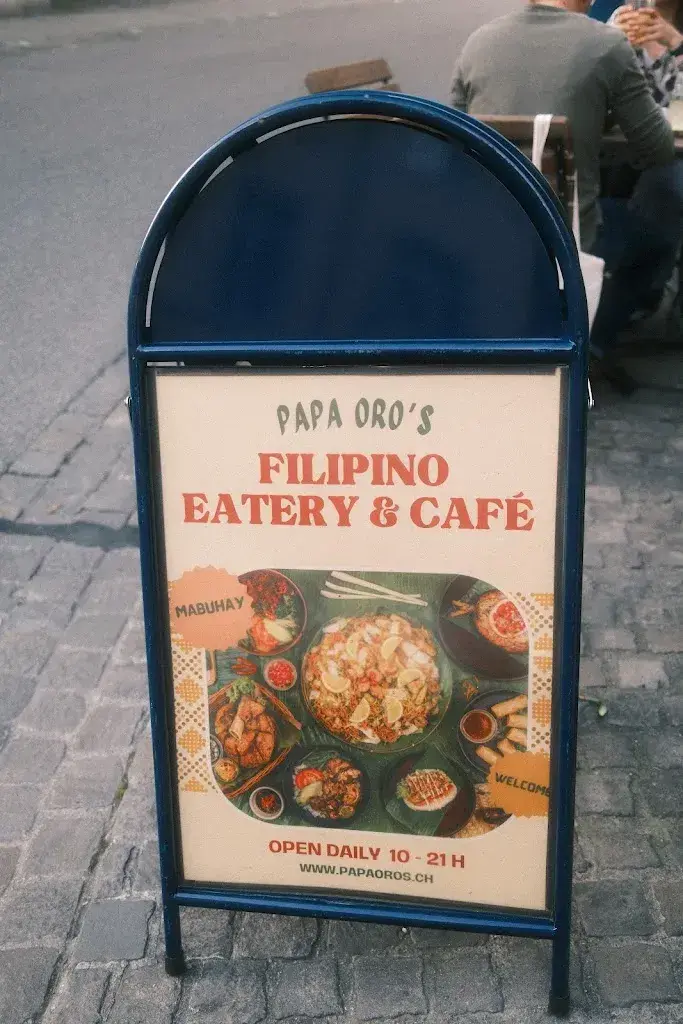 PAPA ORO'S
FILIPINO
EATERY & CAFÉ
MABUHAY
WELCOME
OPEN DAILY 10 - 21 H
WWW.PAPAOROS.CH